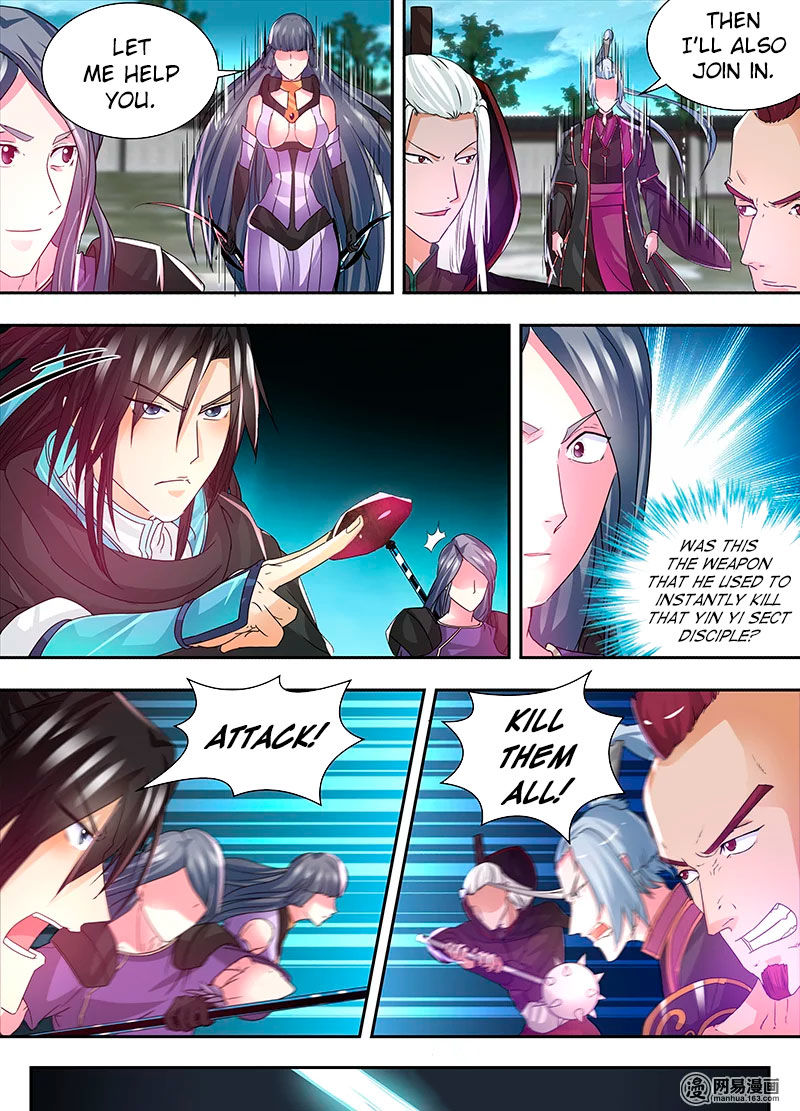 LET
ME HELP
YOU.
THEN
I'LL ALSO
JOIN IN.
WAS THIS
THE WEAPON
THAT HE USED TO
INSTANTLY KILL
THAT YIN YI SECT
DISCIPLE?
ATTACK!
KILL
THEM
ALL!
漫 网易漫画
manhua.163.com